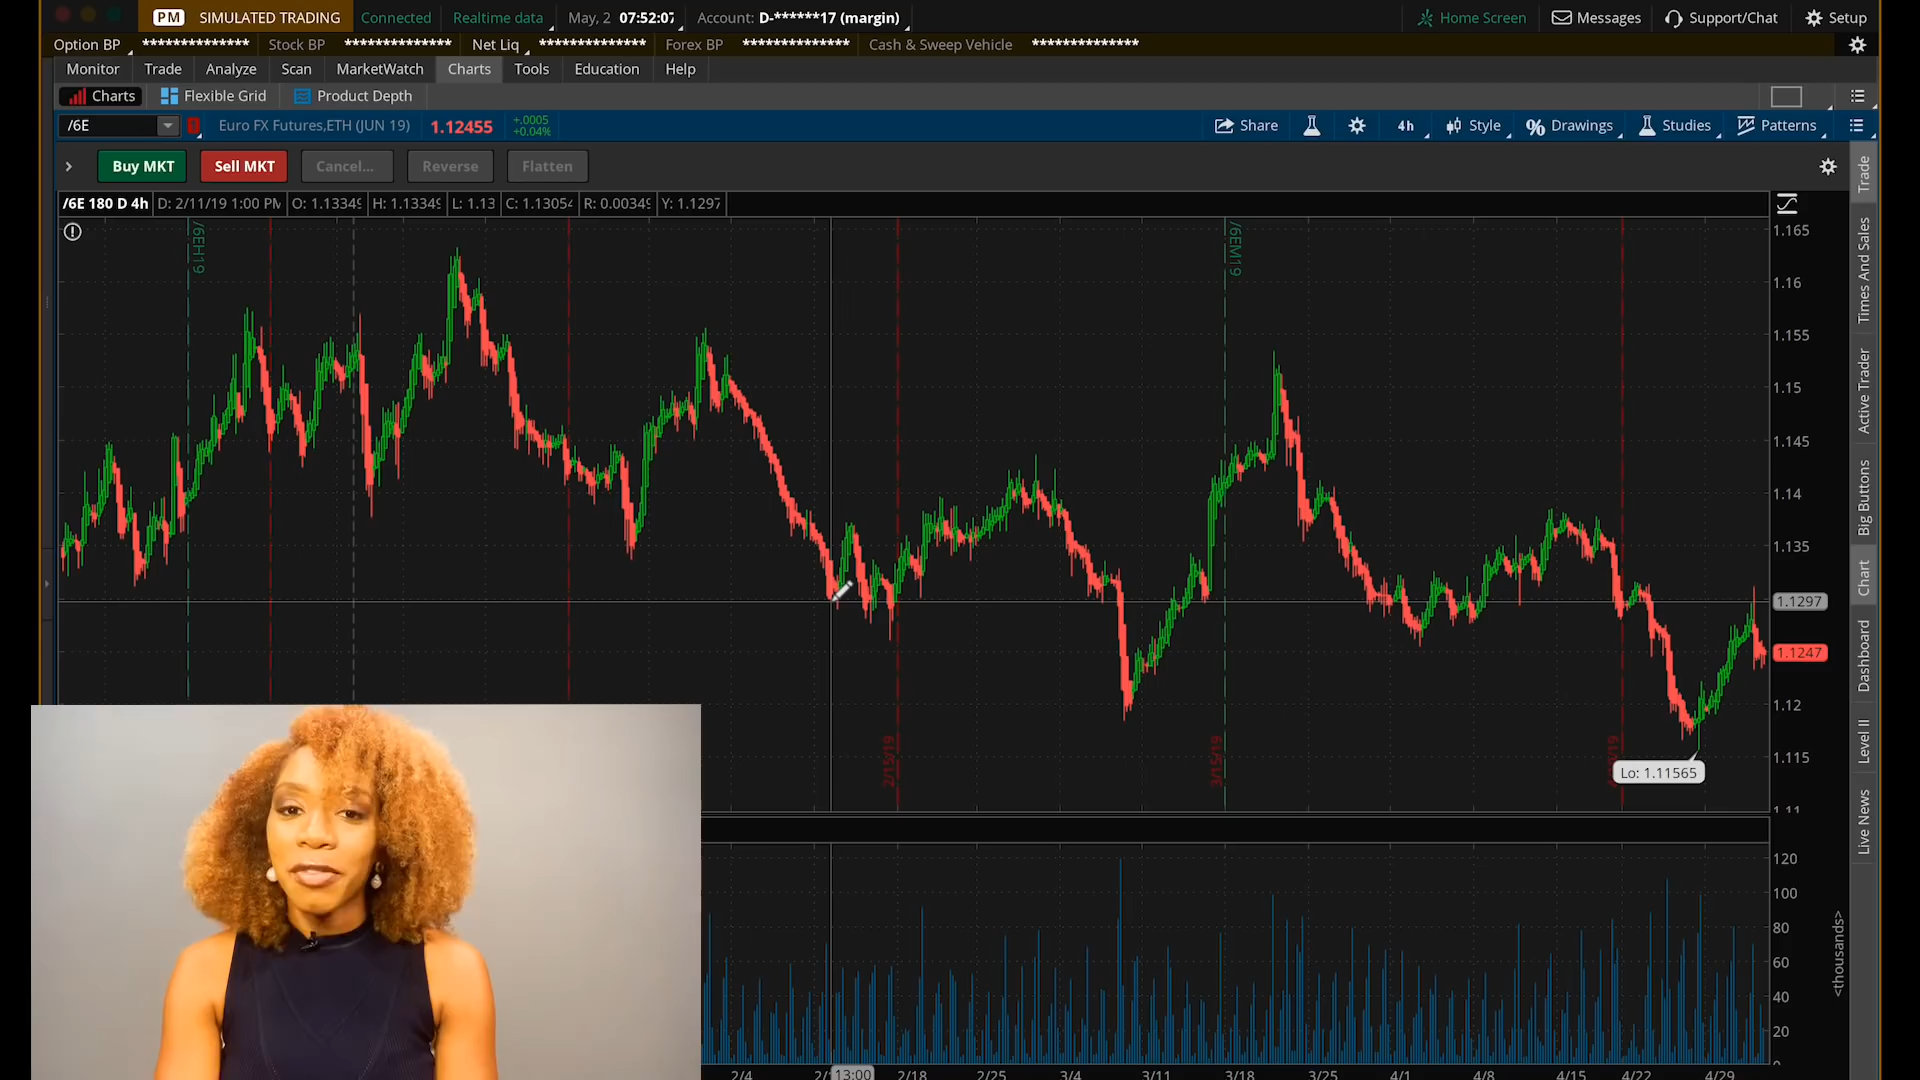 PM SIMULATED TRADING Connected Realtime data May, 2 07:52:07 Account: D-******17 (margin) Home Screen Messages Support/Chat Setup
Option BP ************** Stock BP ************** Net Liq ************** Forex BP ************** Cash & Sweep Vehicle **************
Monitor Trade Analyze Scan MarketWatch Charts Tools Education Help
Charts Flexible Grid Product Depth
/6E Euro FX Futures,ETH (JUN 19) 1.12455 +.0005 +0.04% Share 4h Style Drawings Studies Patterns
Buy MKT Sell MKT Cancel... Reverse Flatten
/6E 180 D 4h D: 2/11/19 1:00 PM O: 1.13349 H: 1.13349 L: 1.13 C: 1.13054 R: 0.00349 Y: 1.1297
/6EH19
/6EM19
1.165
1.16
1.155
1.15
1.145
1.14
1.135
1.1297
1.1247
1.12
1.115
1.11
2/15/19
3/15/19
Lo: 1.11565
120
100
80
60
40
20
<thousands>
2/4 13:00 2/18 2/25 3/4 3/11 3/18 3/25 4/1 4/8 4/15 4/22 4/29
Trade
Times And Sales
Active Trader
Big Buttons
Chart
Dashboard
Level II
Live News